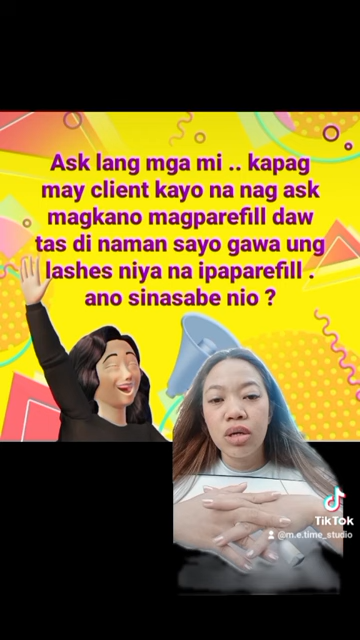 Ask lang mga mi .. kapag
may client kayo na nag ask
magkano magparefill daw
tas di naman sayo gawa ung
lashes niya na ipaparefill .
ano sinasabe nio ?
TikTok
@m.e.time_studio